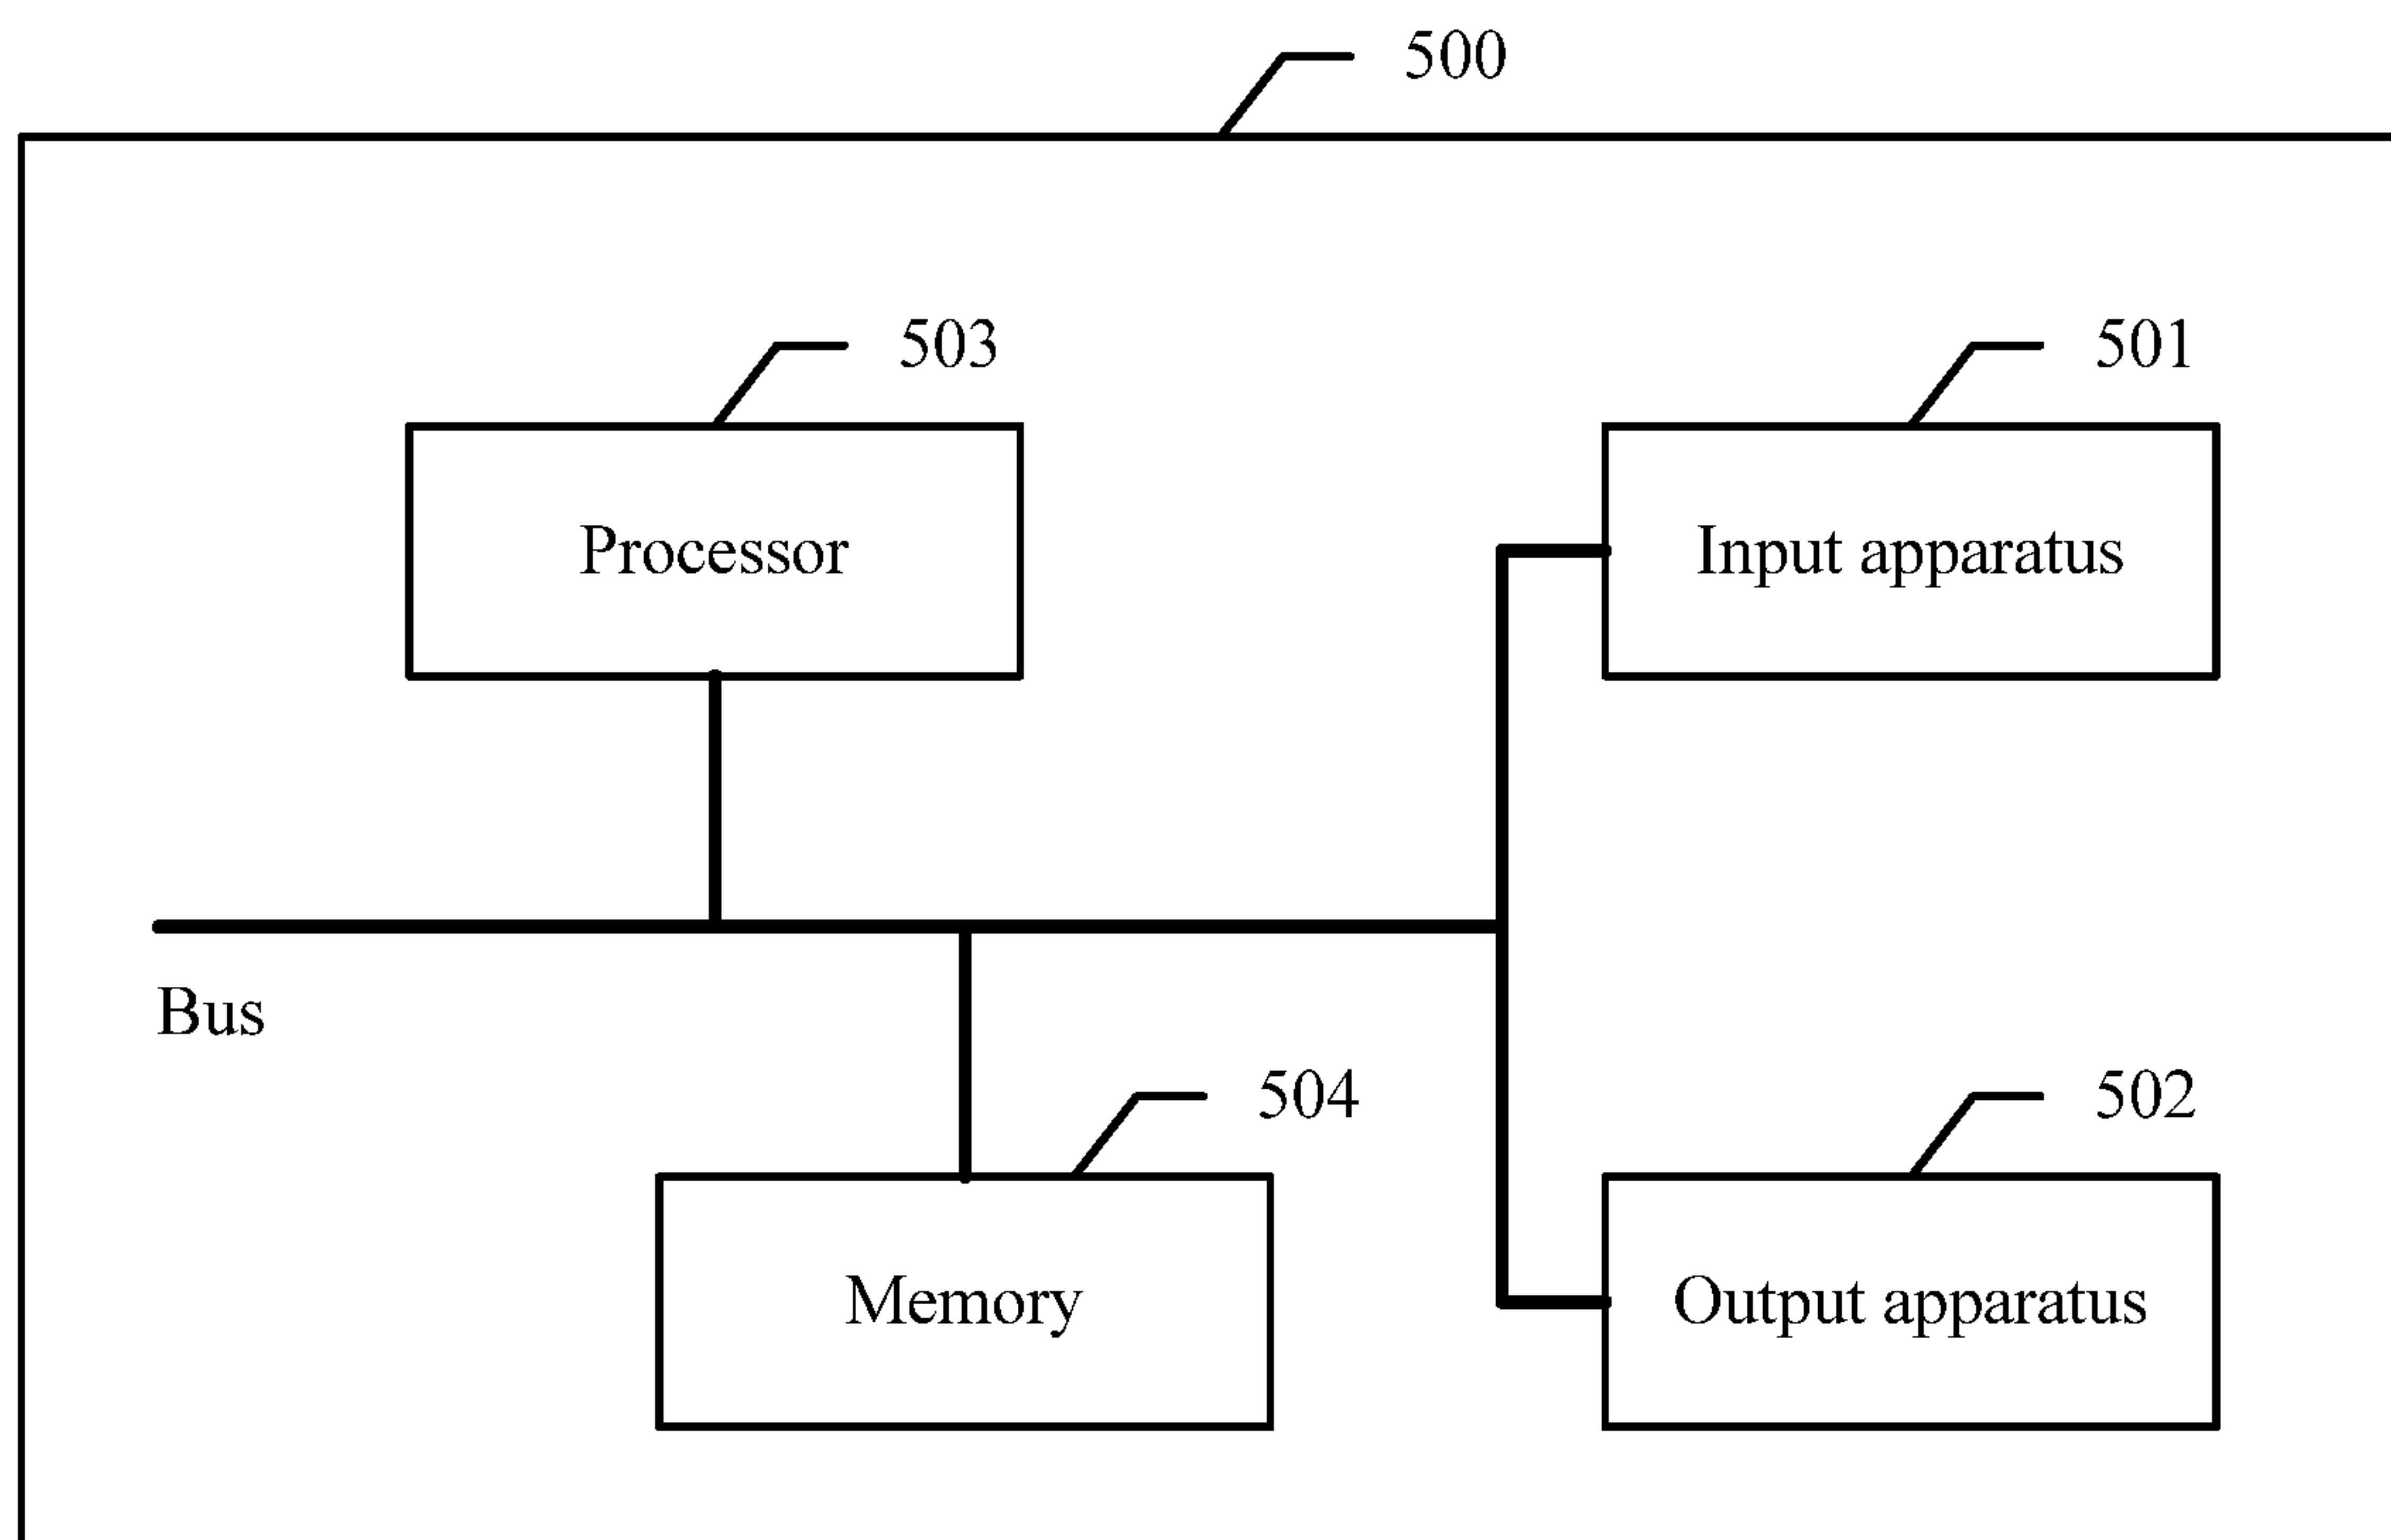 500
503
501
Processor
Input apparatus
Bus
504
502
Memory
Output apparatus